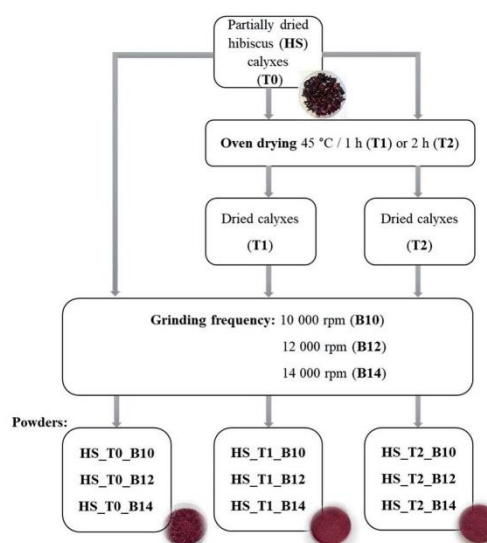 Partially dried
hibiscus (HS)
calyxes
(T0)
Oven drying 45 °C / 1 h (T1) or 2 h (T2)
Dried calyxes
(T1)
Dried calyxes
(T2)
Grinding frequency: 10 000 rpm (B10)
12 000 rpm (B12)
14 000 rpm (B14)
Powders:
HS_T0_B10
HS_T0_B12
HS_T0_B14
HS_T1_B10
HS_T1_B12
HS_T1_B14
HS_T2_B10
HS_T2_B12
HS_T2_B14